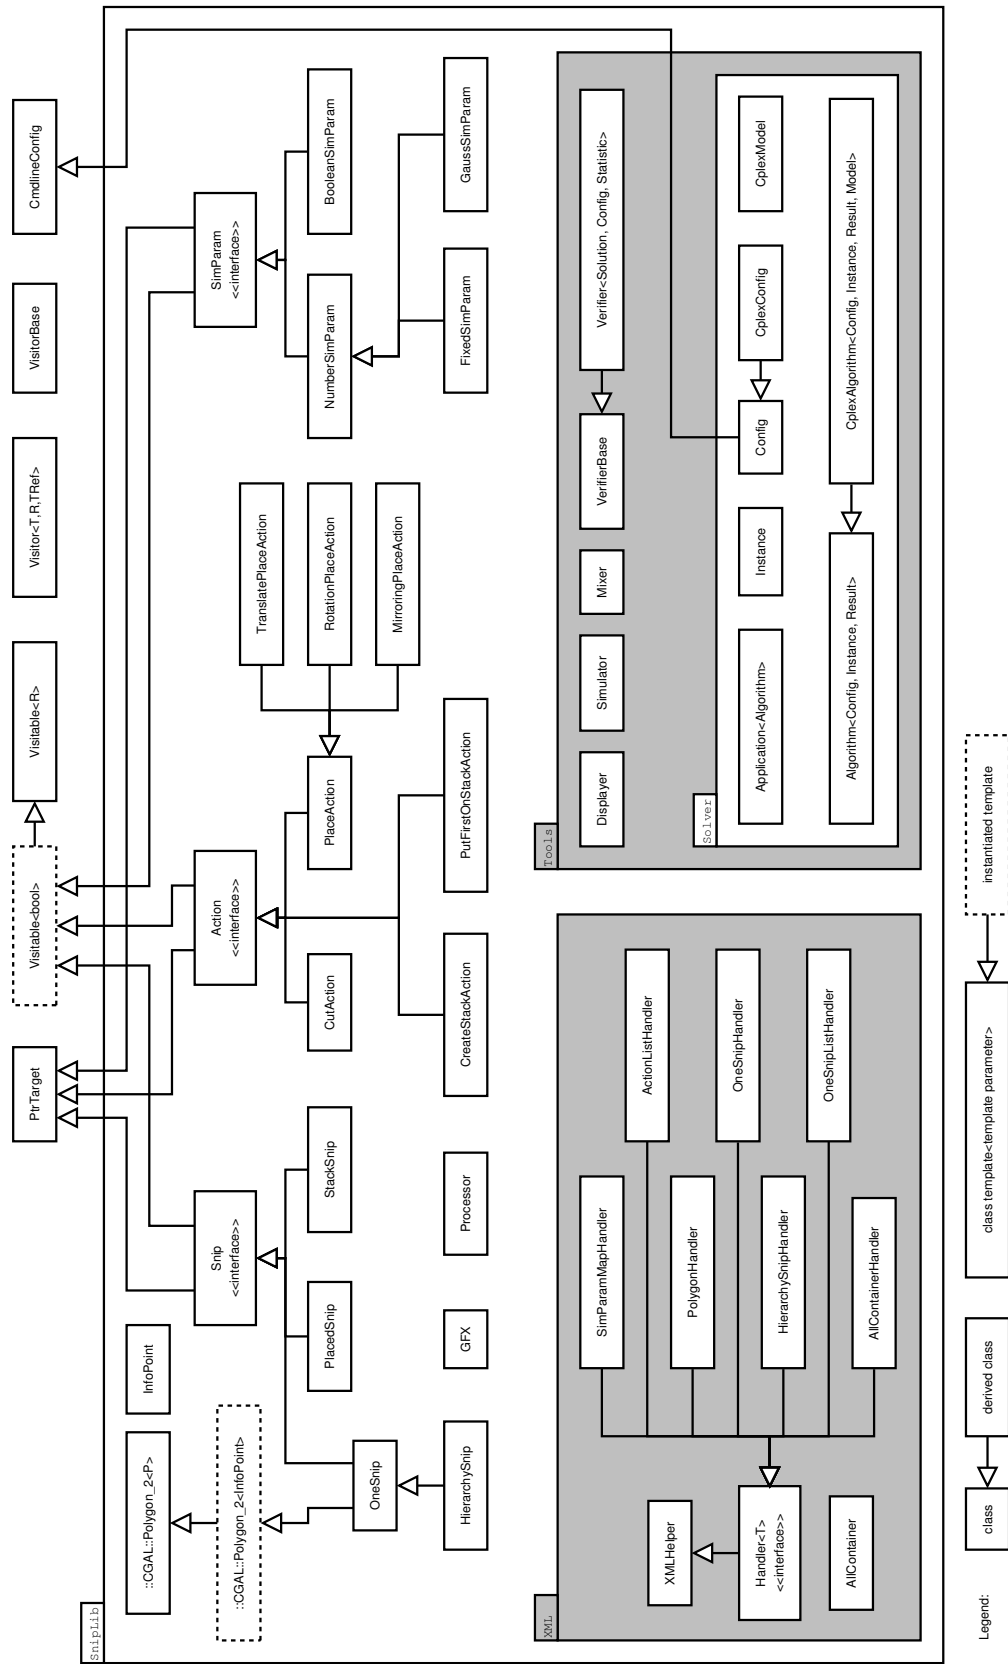 SnipLib
PtrTarget
Visitable<bool>
Visitable<R>
Visitor<T,R,TRef>
VisitorBase
CmdlineConfig
::CGAL::Polygon_2<P>
InfoPoint
Snip
<<interface>>
Action
<<interface>>
SimParam
<<interface>>
::CGAL::Polygon_2<InfoPoint>
TranslatePlaceAction
PlacedSnip
StackSnip
CutAction
PlaceAction
RotationPlaceAction
NumberSimParam
BooleanSimParam
OneSnip
MirroringPlaceAction
HierarchySnip
GFX
Processor
CreateStackAction
PutFirstOnStackAction
FixedSimParam
GaussSimParam
XML
SimParamMapHandler
ActionListHandler
XMLHelper
PolygonHandler
OneSnipHandler
Handler<T>
<<interface>>
HierarchySnipHandler
OneSnipListHandler
AllContainer
AllContainerHandler
Tools
Displayer
Simulator
Mixer
VerifierBase
Verifier<Solution, Config, Statistic>
Solver
Application<Algorithm>
Instance
Config
CplexConfig
CplexModel
Algorithm<Config, Instance, Result>
CplexAlgorithm<Config, Instance, Result, Model>
Legend:
class
derived class
class template<template parameter>
instantiated template